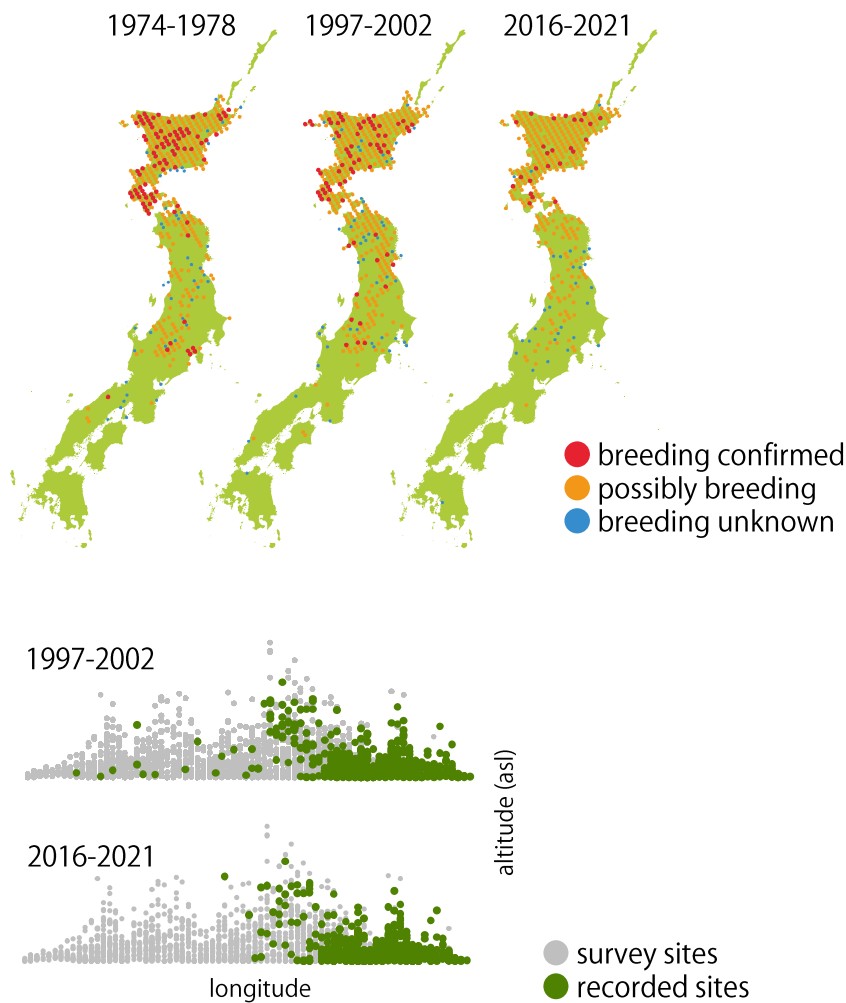 1974-1978
1997-2002
2016-2021
breeding confirmed
possibly breeding
breeding unknown
1997-2002
altitude (asl)
2016-2021
survey sites
recorded sites
longitude